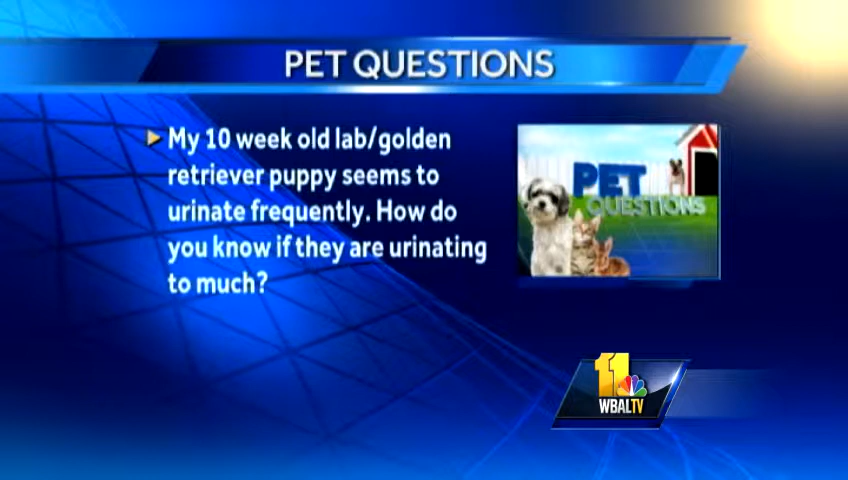 PET QUESTIONS
My 10 week old lab/golden
retriever puppy seems to
urinate frequently. How do
you know if they are urinating
to much?
PET
QUESTIONS
11
WBALTV